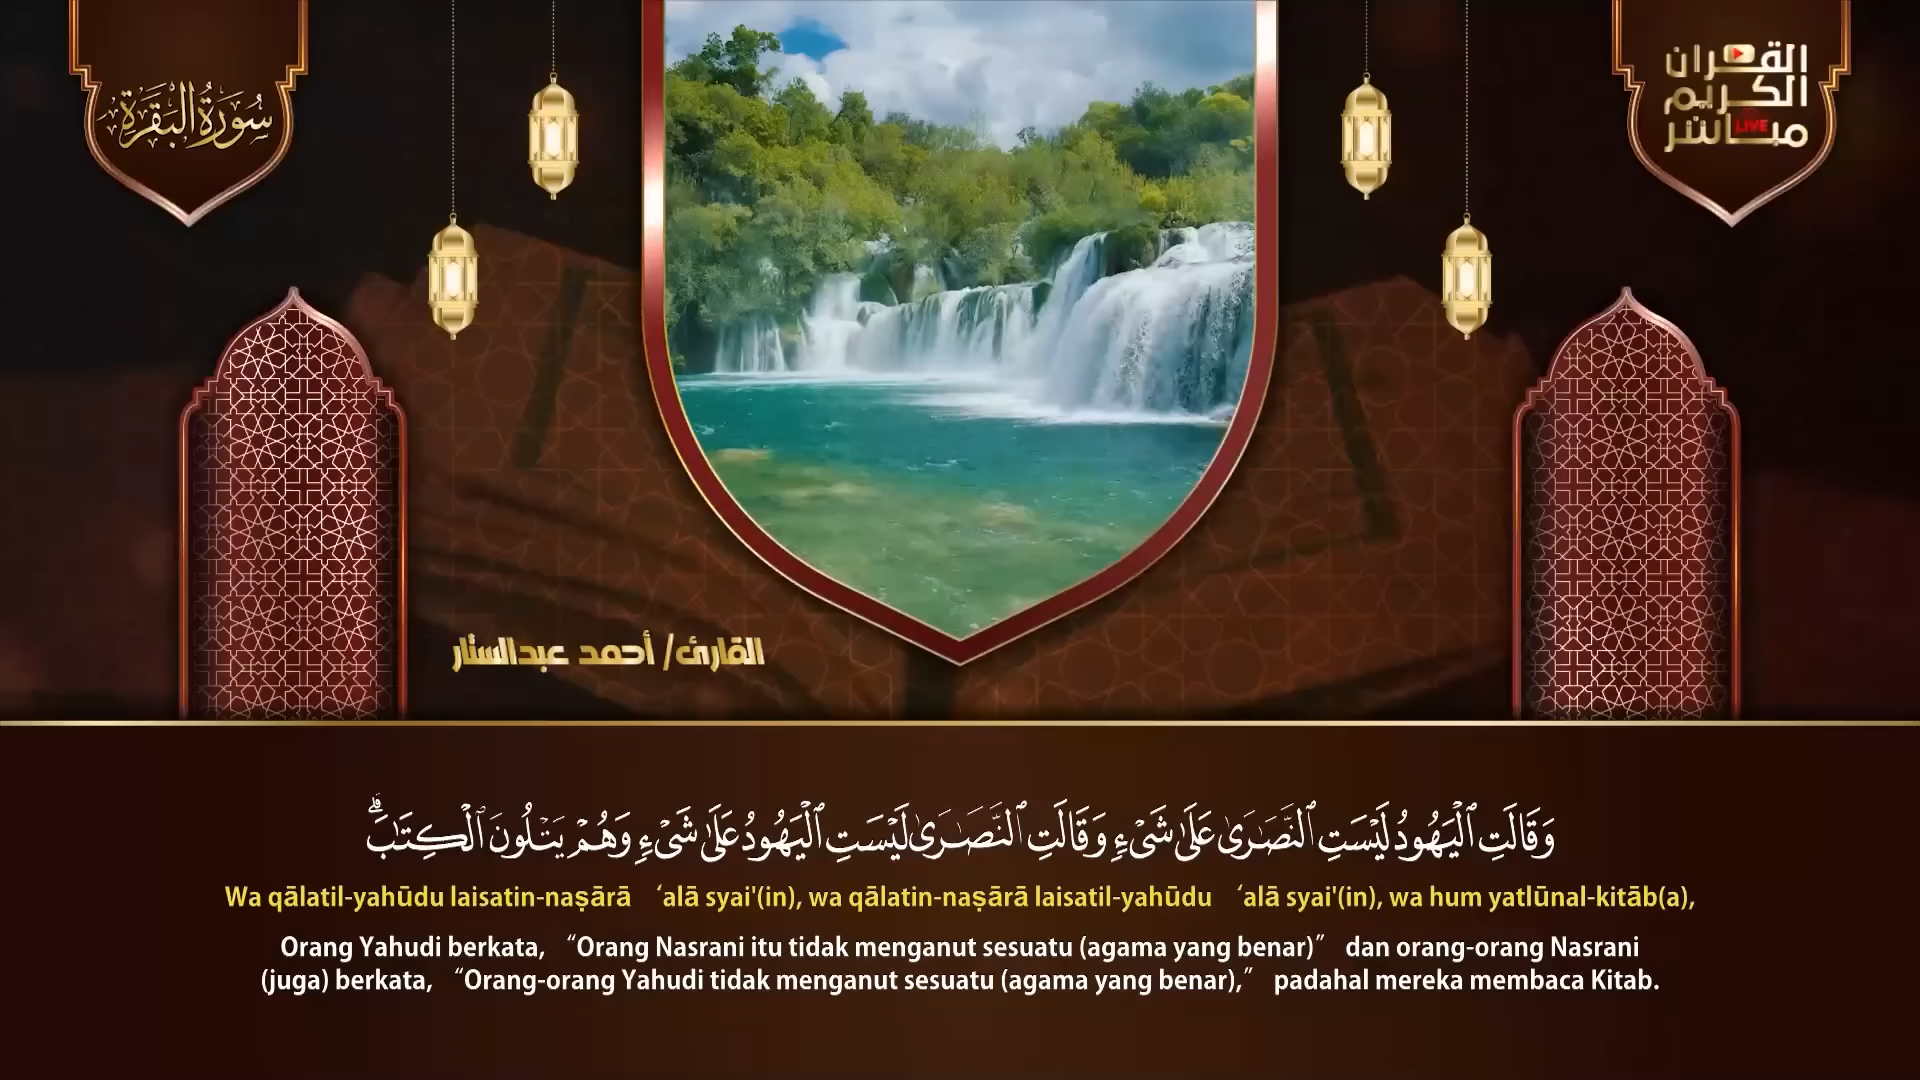 سُورَةُ البَقَرَةِ
القرآن
الكريم
مباشر
LIVE
القارئ/ أحمد عبدالستار
وَقَالَتِ ٱلْيَهُودُ لَيْسَتِ ٱلنَّصَـٰرَىٰ عَلَىٰ شَىْءٍ وَقَالَتِ ٱلنَّصَـٰرَىٰ لَيْسَتِ ٱلْيَهُودُ عَلَىٰ شَىْءٍ وَهُمْ يَتْلُونَ ٱلْكِتَـٰبَ ۗ
Wa qālatil-yahūdu laisatin-naṣārā ‘alā syai'(in), wa qālatin-naṣārā laisatil-yahūdu ‘alā syai'(in), wa hum yatlūnal-kitāb(a),
Orang Yahudi berkata, “Orang Nasrani itu tidak menganut sesuatu (agama yang benar)” dan orang-orang Nasrani
(juga) berkata, “Orang-orang Yahudi tidak menganut sesuatu (agama yang benar),” padahal mereka membaca Kitab.